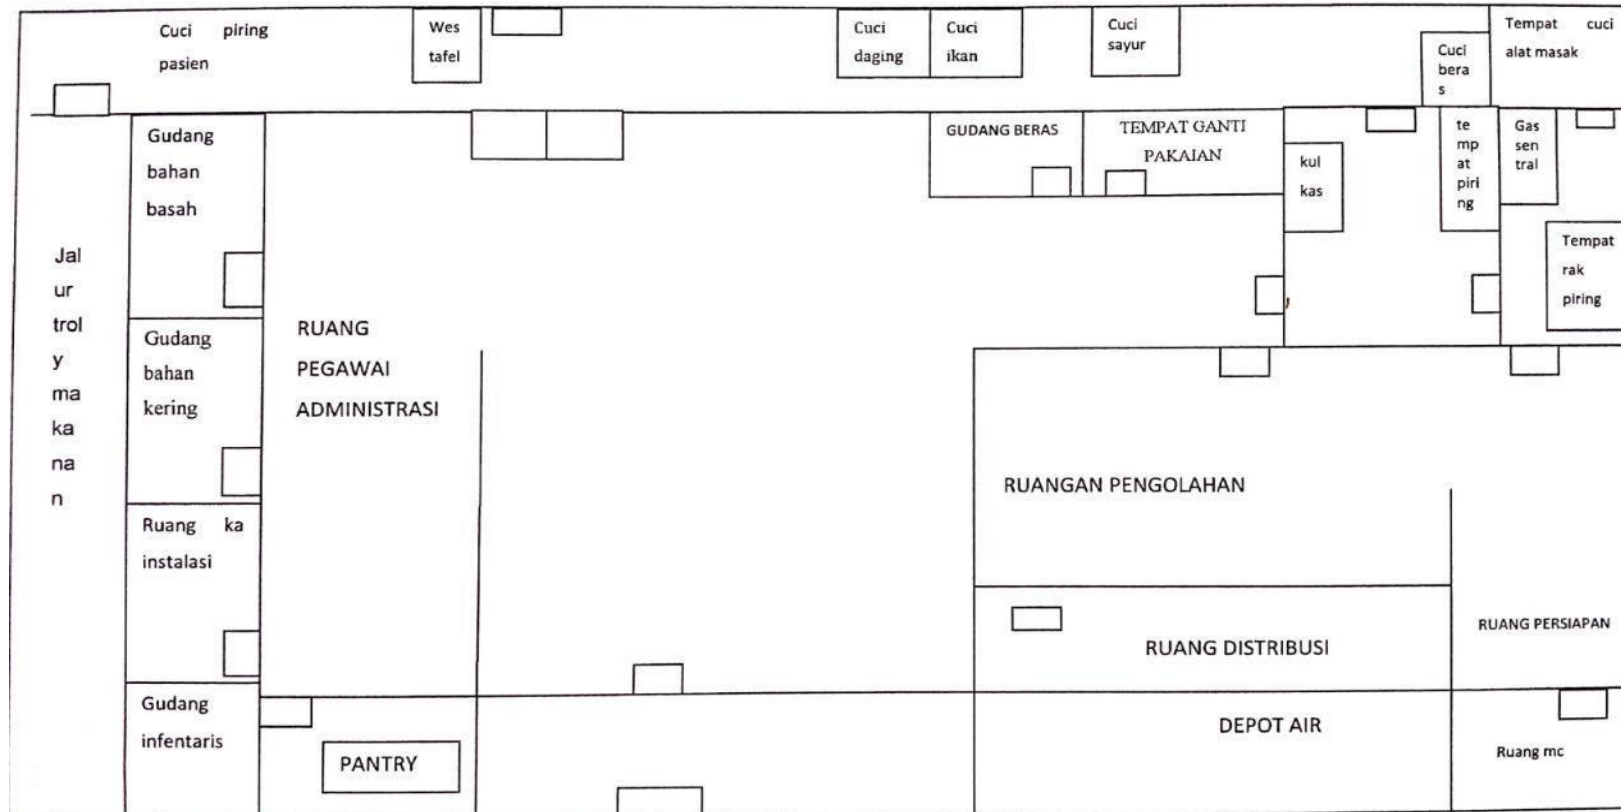 Cuci piring
pasien
Wes
tafel
Cuci
daging
Cuci
ikan
Cuci
sayur
Cuci
bera
s
Tempat cuci
alat masak
Gudang
bahan
basah
GUDANG BERAS
TEMPAT GANTI
PAKAIAN
kul
kas
te
mp
at
piri
ng
Gas
sen
tral
Tempat
rak
piring
Jal
ur
trol
y
ma
ka
na
n
Gudang
bahan
kering
RUANG
PEGAWAI
ADMINISTRASI
RUANGAN PENGOLAHAN
Ruang ka
instalasi
RUANG DISTRIBUSI
RUANG PERSIAPAN
Gudang
infentaris
PANTRY
DEPOT AIR
Ruang mc